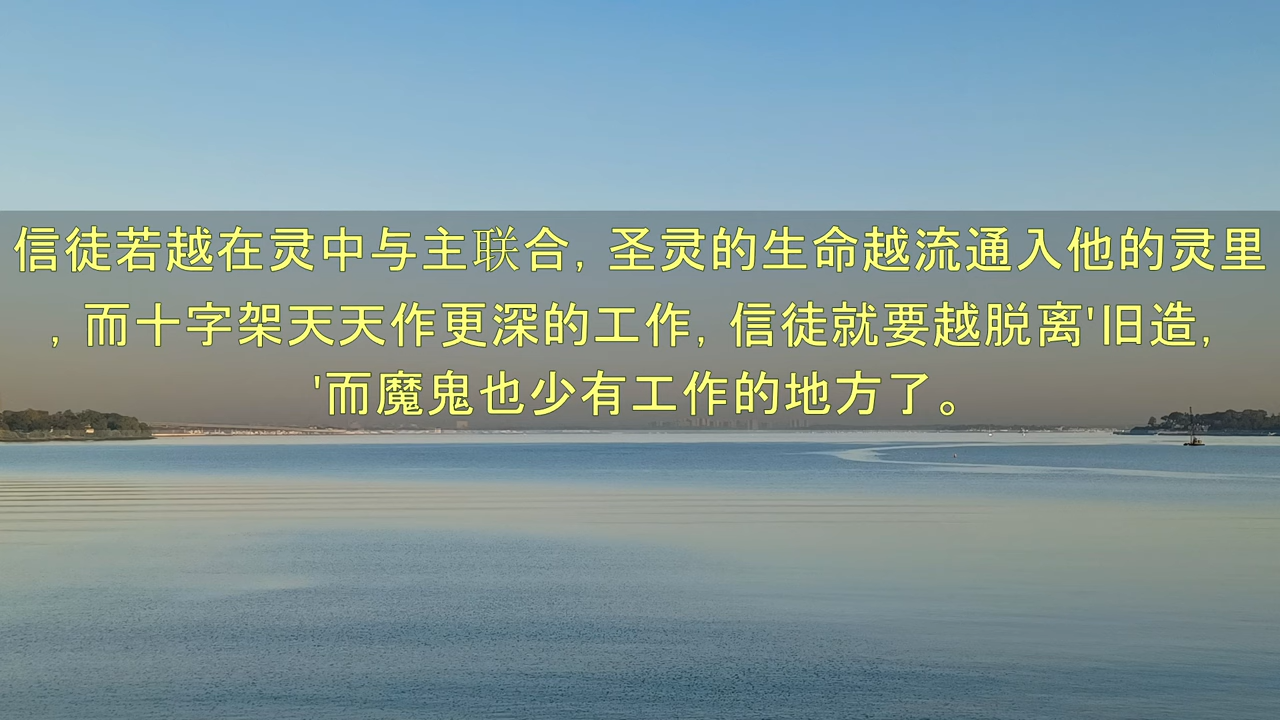 信徒若越在灵中与主联合, 圣灵的生命越流通入他的灵里
, 而十字架天天作更深的工作, 信徒就要越脱离'旧造,
'而魔鬼也少有工作的地方了。